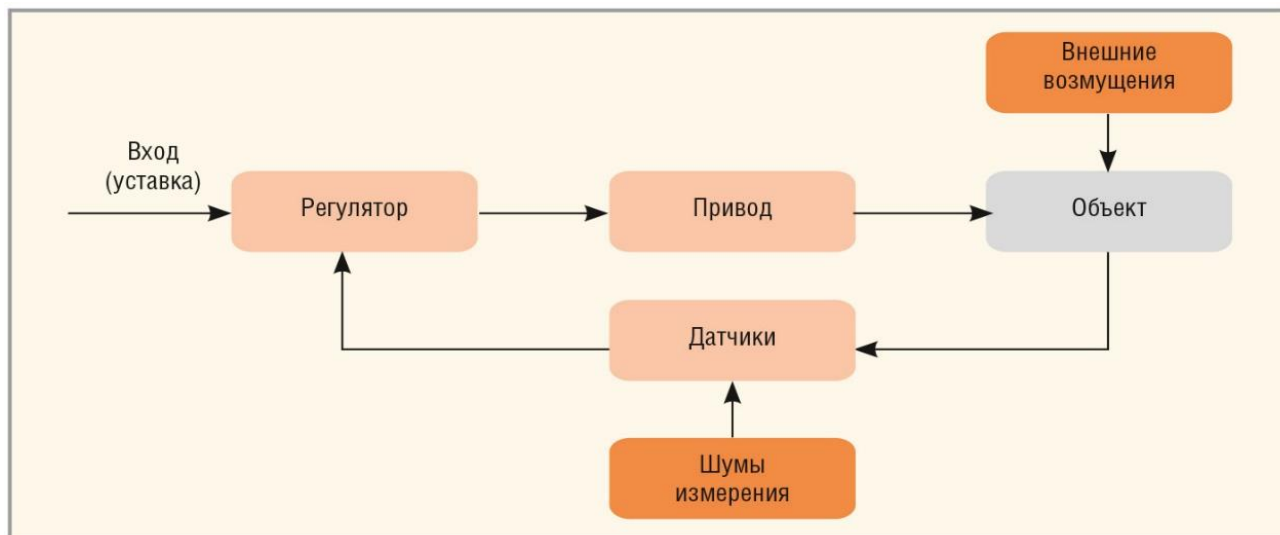 Внешние
возмущения
Вход
(уставка)
Регулятор
Привод
Объект
Датчики
Шумы
измерения